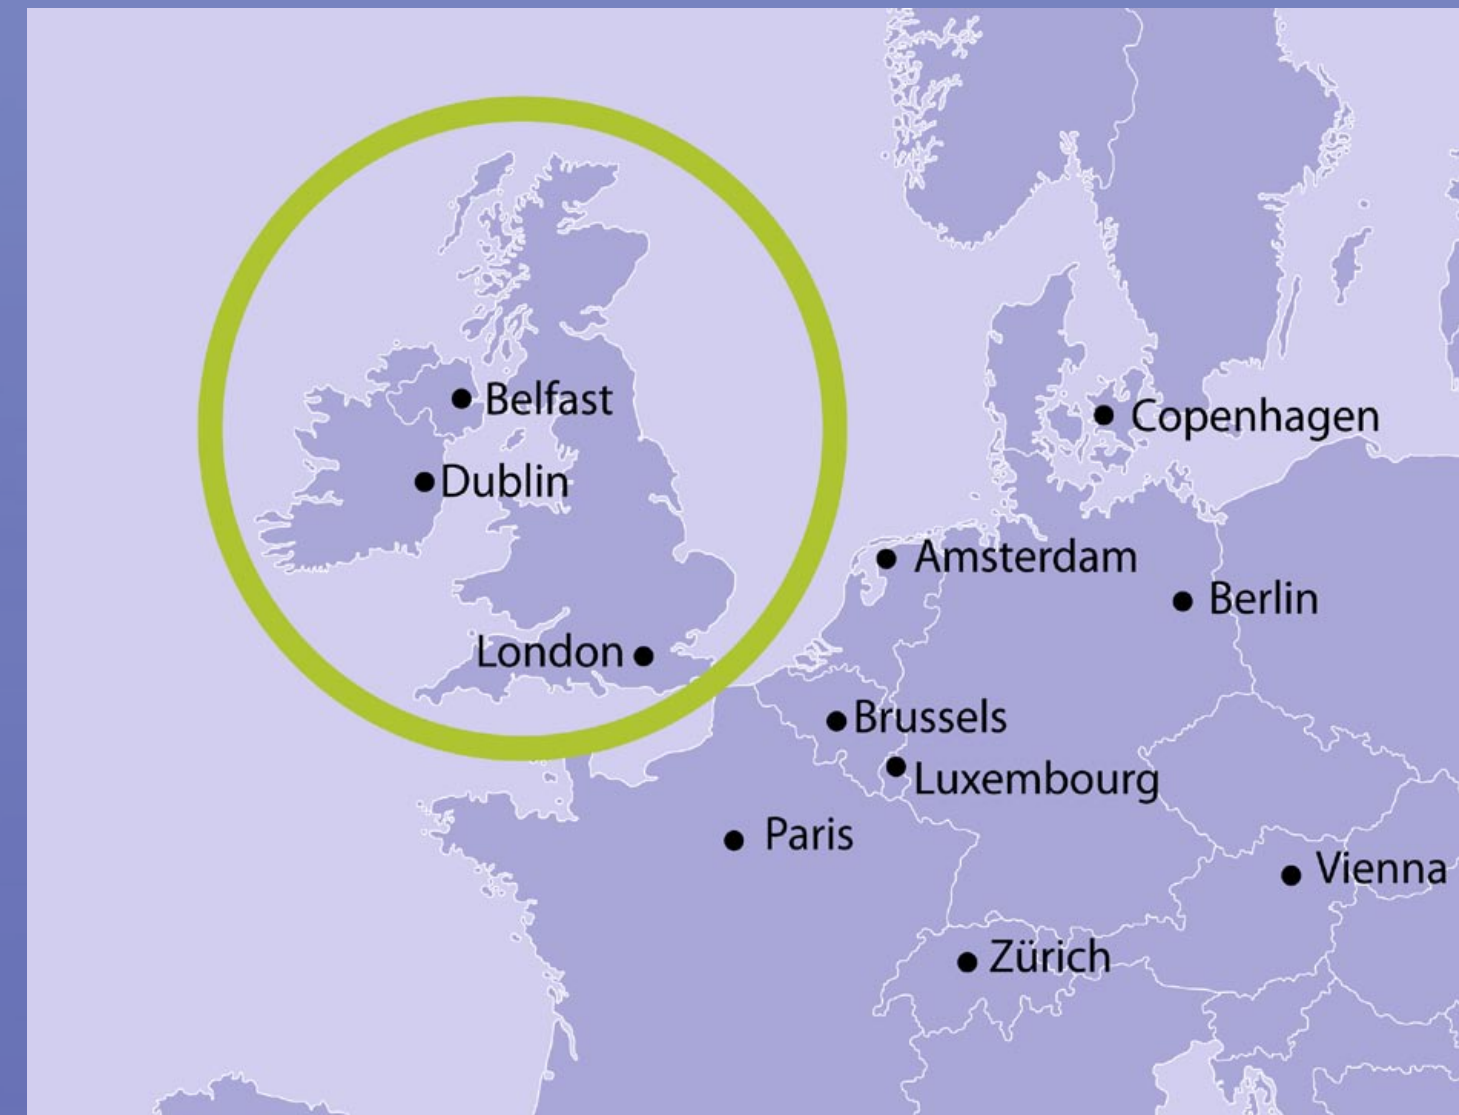 Belfast
Copenhagen
Dublin
Amsterdam
Berlin
London
Brussels
Luxembourg
Paris
Vienna
Zürich